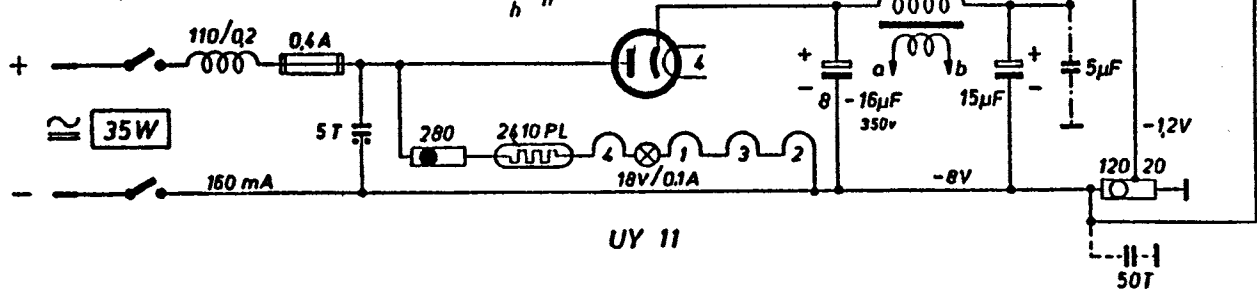 h
110/0,2
0,4A
+
+
+
4
a
b
5µF
- 8 - 16µF
350v
15µF -
≂ 35W
5T
280
2410 PL
-1,2V
4 1 3 2
18V/0.1A
120 20
-
160 mA
-8V
UY 11
50T